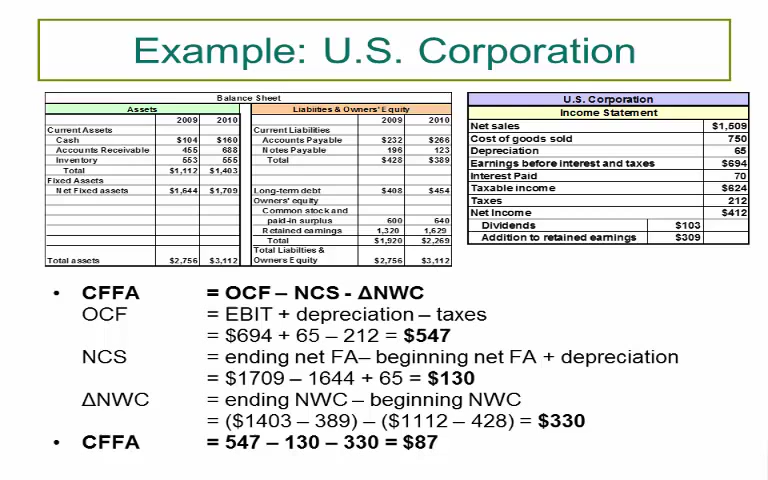 Example: U.S. Corporation
Balance Sheet
Assets Liabiities & Owners' Equity
2009 2010 2009 2010
Current Assets Current Liabilities
Cash $104 $160 Accounts Payable $232 $266
Accounts Receivable 455 688 Notes Payable 196 123
Inventory 553 555 Total $428 $389
Total $1,112 $1,403
Fixed Assets
Net Fixed assets $1,644 $1,709 Long-term debt $408 $454
Owners' equity
Common stock and
paid-in surplus 600 640
Retained earnings 1,320 1,629
Total $1,920 $2,269
Total Liabilties &
Total assets $2,756 $3,112 Owners Equity $2,756 $3,112
U.S. Corporation
Income Statement
Net sales $1,509
Cost of goods sold 750
Depreciation 65
Earnings before interest and taxes $694
Interest Paid 70
Taxable income $624
Taxes 212
Net Income $412
Dividends $103
Addition to retained earnings $309
• CFFA = OCF – NCS - ΔNWC
OCF = EBIT + depreciation – taxes
= $694 + 65 – 212 = $547
NCS = ending net FA– beginning net FA + depreciation
= $1709 – 1644 + 65 = $130
ΔNWC = ending NWC – beginning NWC
= ($1403 – 389) – ($1112 – 428) = $330
• CFFA = 547 – 130 – 330 = $87